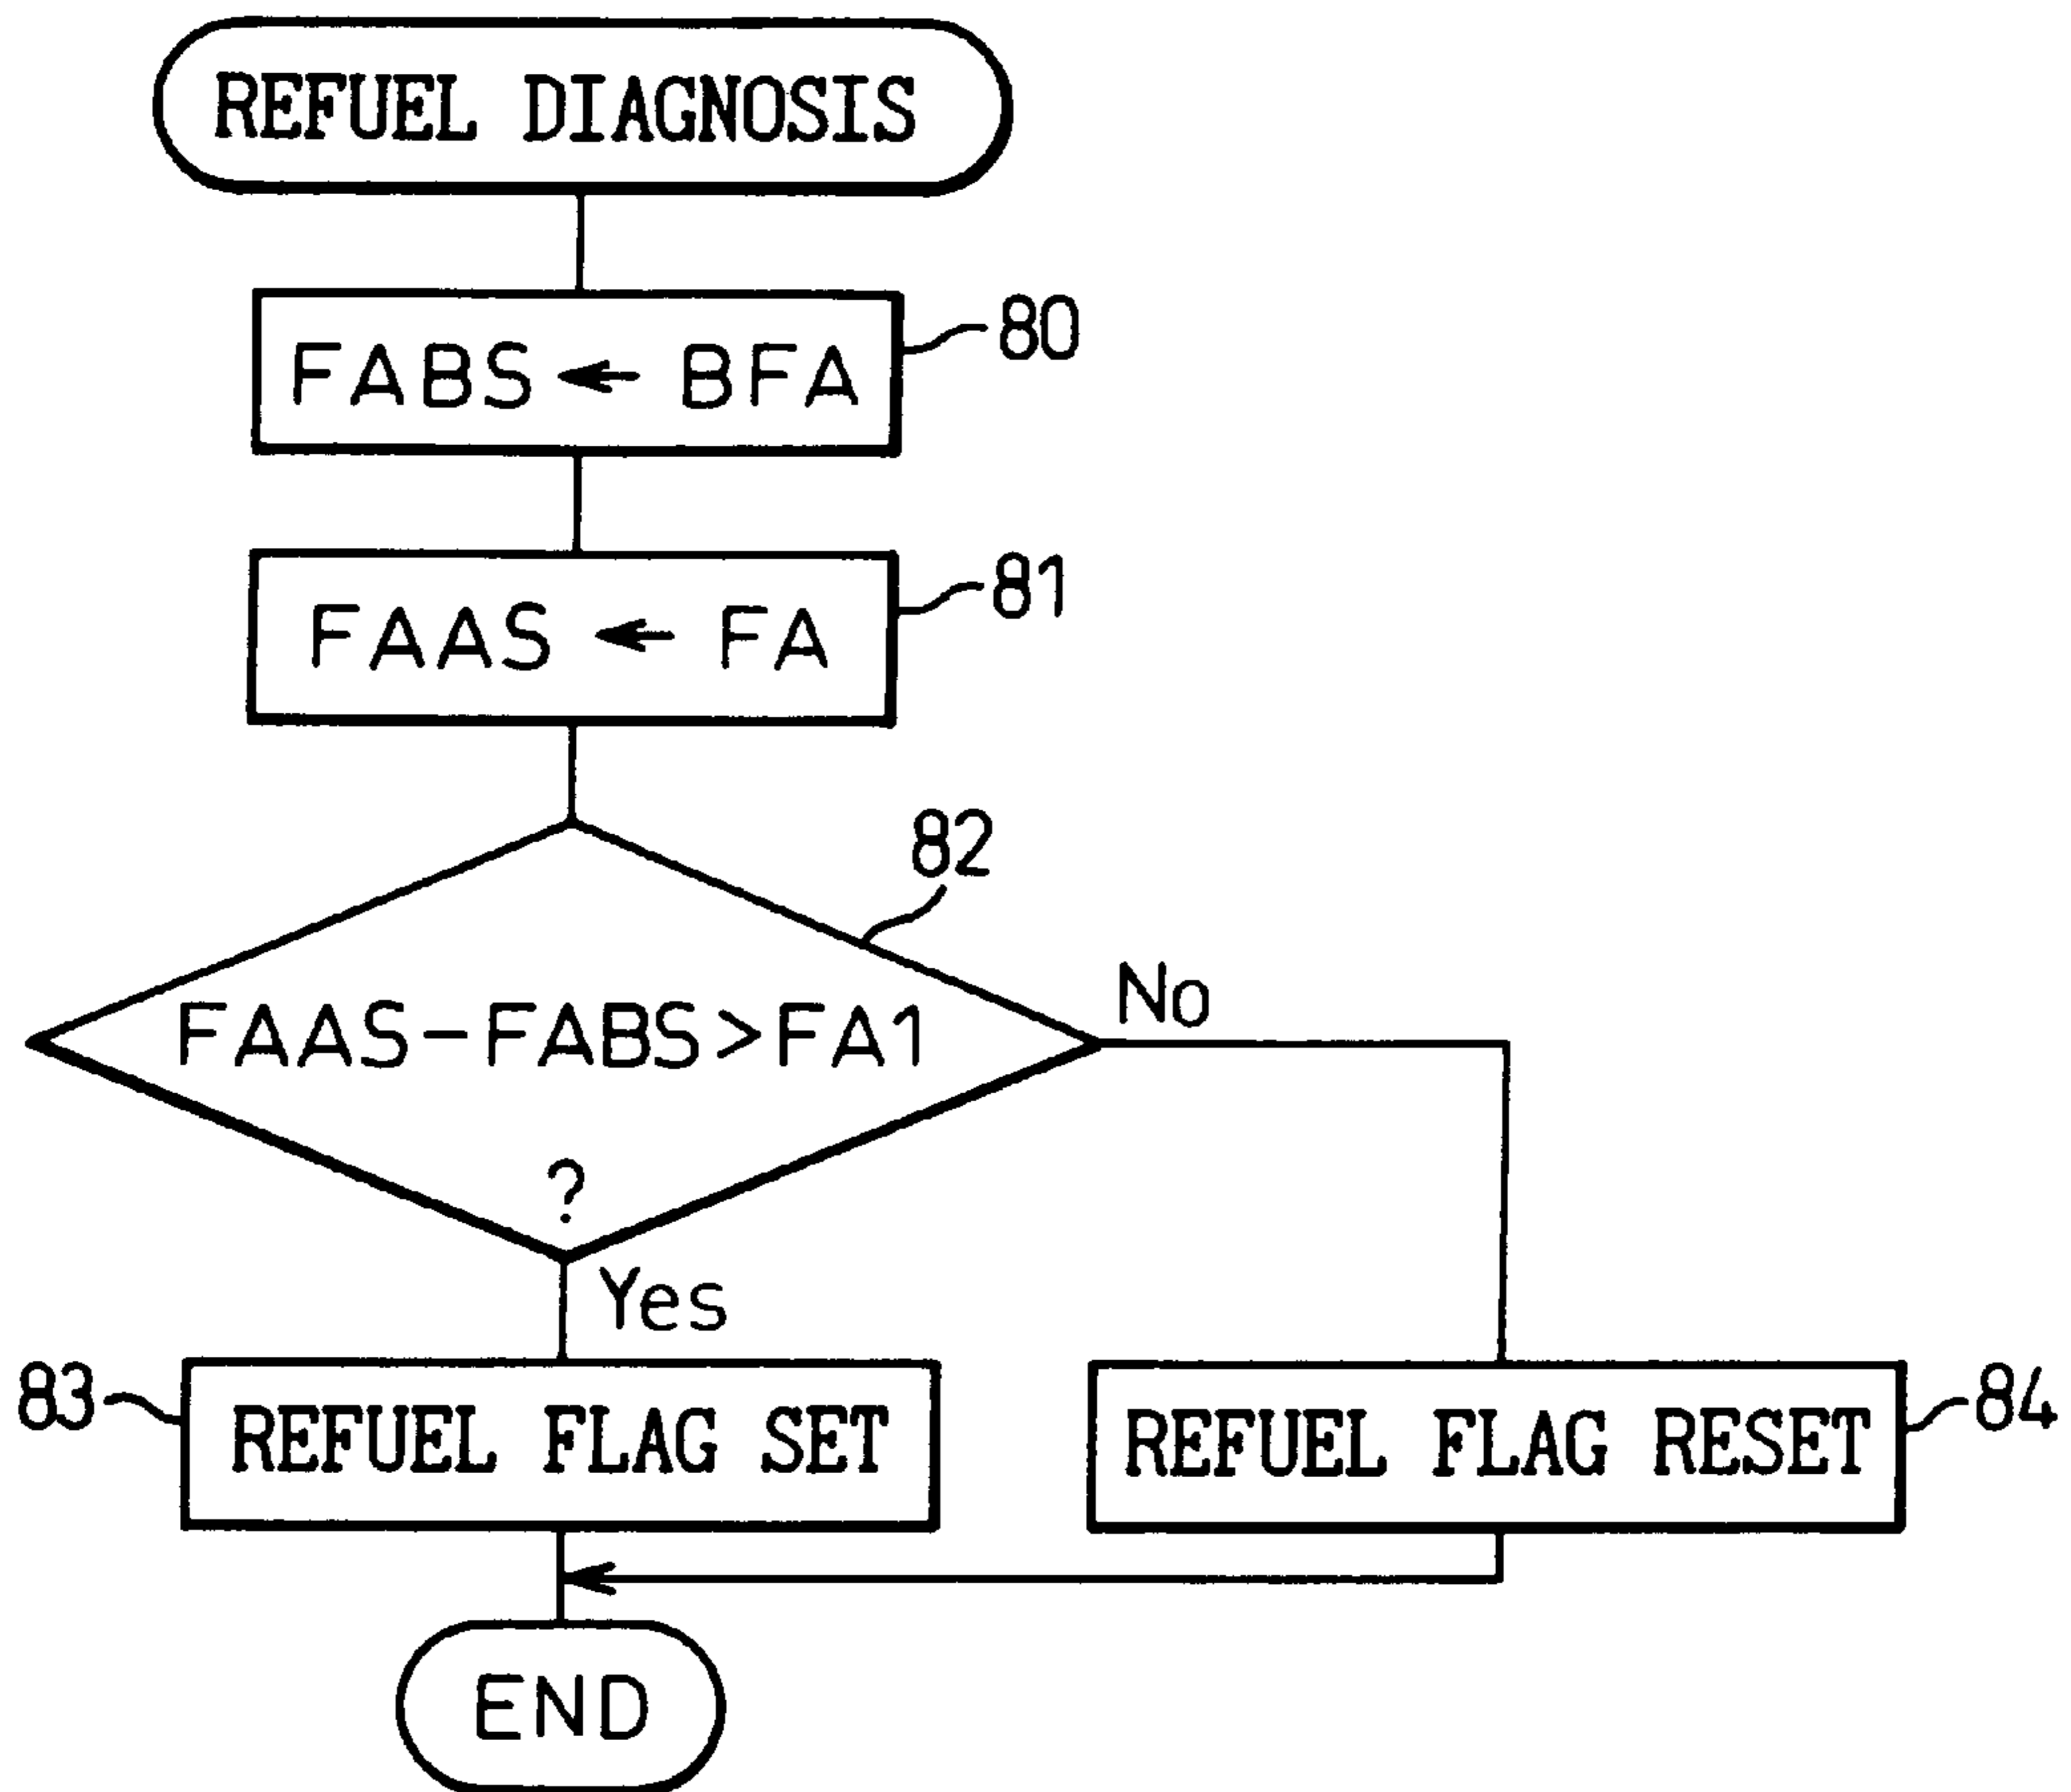 REFUEL DIAGNOSIS
80
FABS ← BFA
81
FAAS ← FA
82
FAAS-FABS>FA1
?
No
Yes
83
REFUEL FLAG SET
REFUEL FLAG RESET
84
END